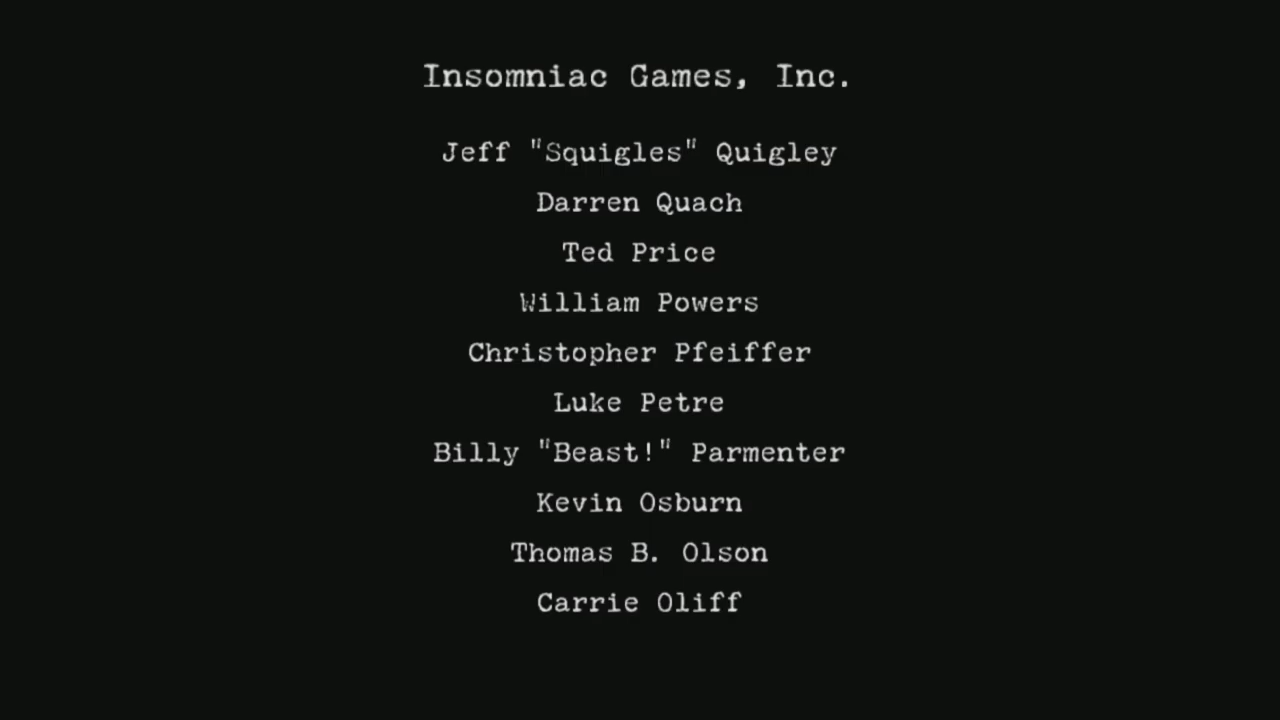 Insomniac Games, Inc.
Jeff "Squigles" Quigley
Darren Quach
Ted Price
William Powers
Christopher Pfeiffer
Luke Petre
Billy "Beast!" Parmenter
Kevin Osburn
Thomas B. Olson
Carrie Oliff